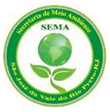 Secretaria de Meio Ambiente
SEMA
São José do Vale do Rio Preto-RJ